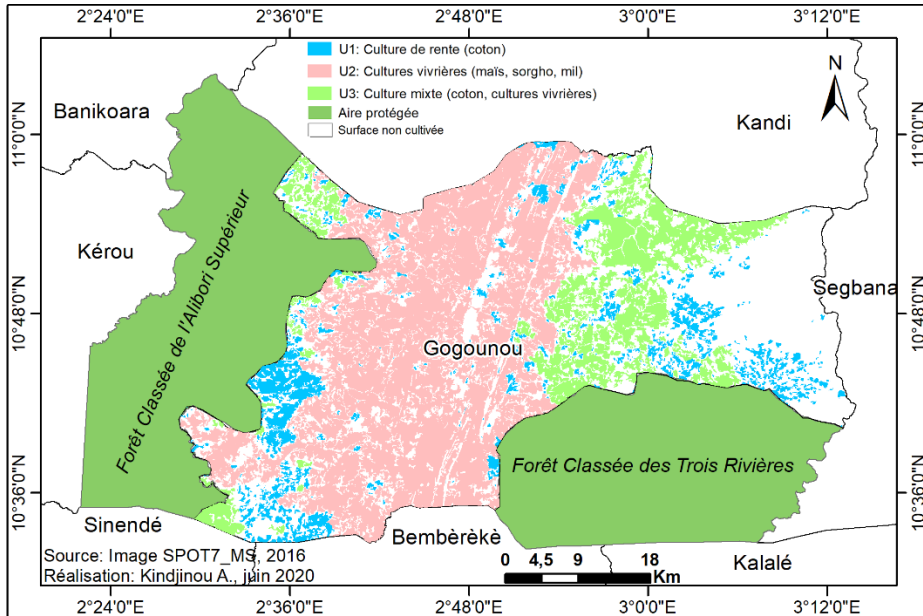 2°24'0"E 2°36'0"E 2°48'0"E 3°0'0"E 3°12'0"E
U1: Culture de rente (coton)
U2: Cultures vivrières (maïs, sorgho, mil)
U3: Culture mixte (coton, cultures vivrières)
Aire protégée
Surface non cultivée
N
Banikoara
Kandi
11°0'0"N
11°0'0"N
Forêt Classée de l'Alibori Supérieur
Kérou
Segbana
10°48'0"N
10°48'0"N
Gogounou
Forêt Classée des Trois Rivières
10°36'0"N
10°36'0"N
Sinendé
Bembèrèkè
Kalalé
Source: Image SPOT7_MS, 2016
Réalisation: Kindjinou A., juin 2020
0 4,5 9 18
Km
2°24'0"E 2°36'0"E 2°48'0"E 3°0'0"E 3°12'0"E